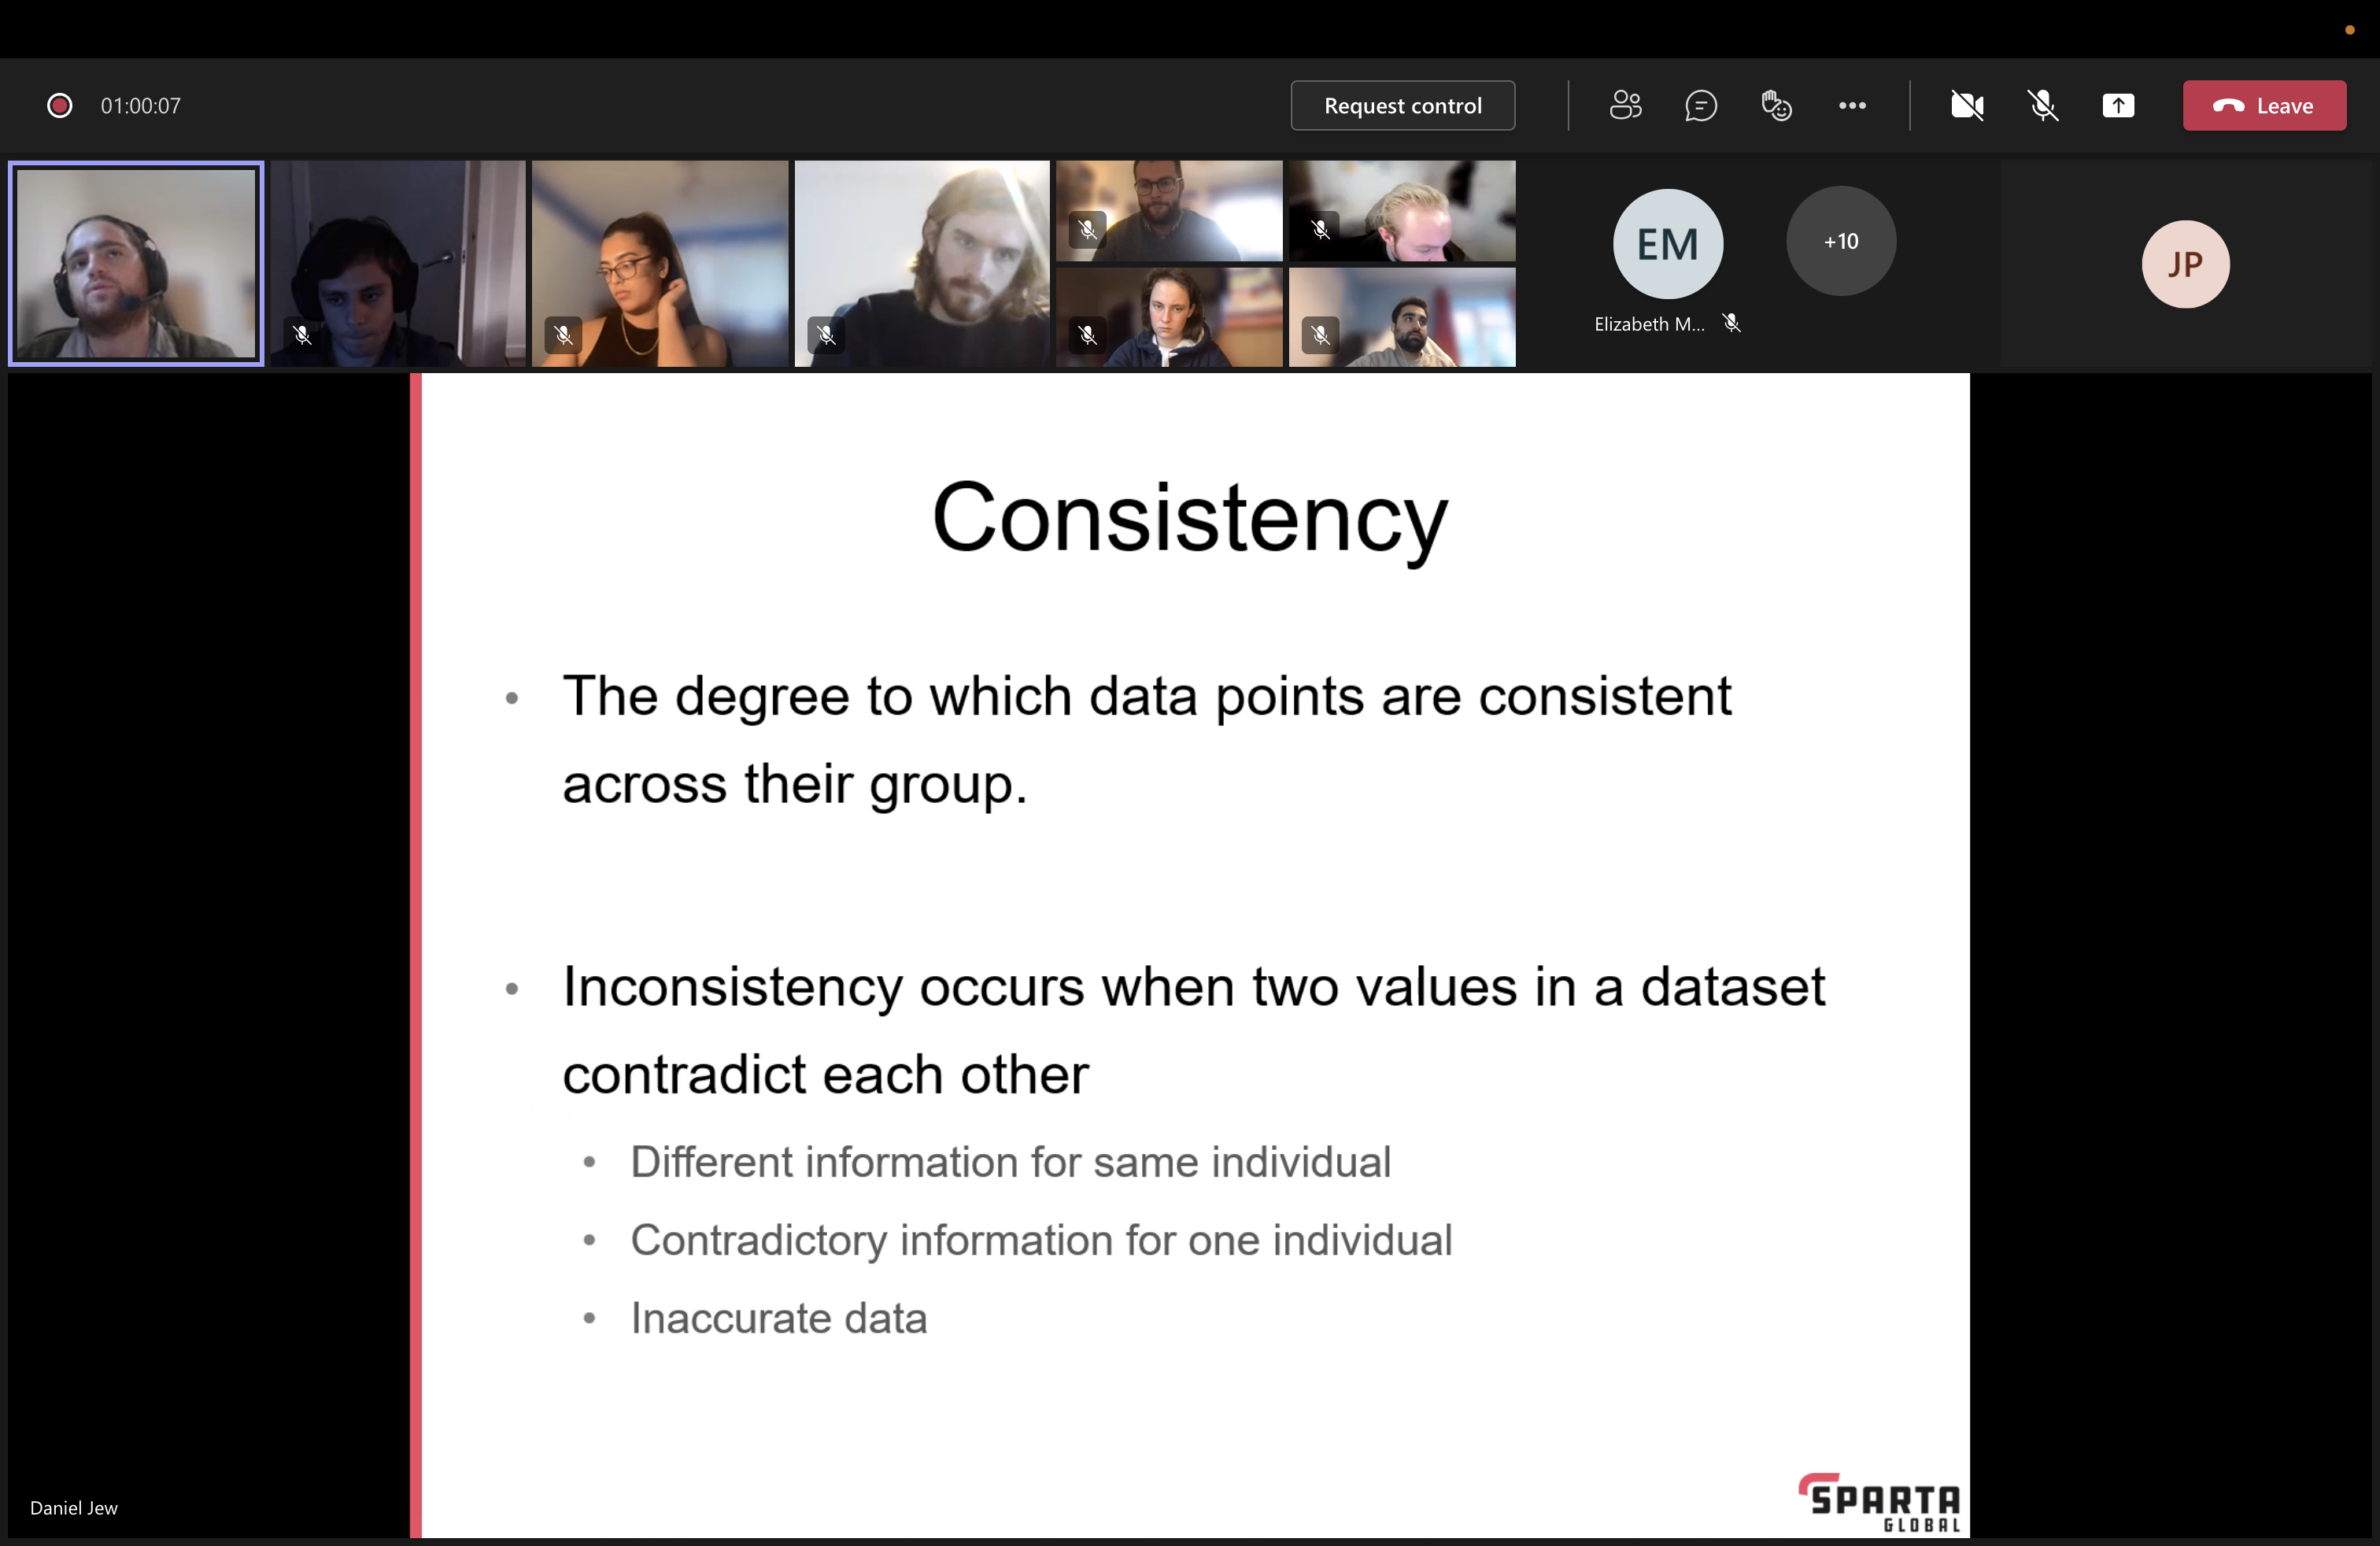 01:00:07
Request control
Leave
EM
+10
JP
Elizabeth M...
Consistency
• The degree to which data points are consistent
across their group.
• Inconsistency occurs when two values in a dataset
contradict each other
• Different information for same individual
• Contradictory information for one individual
• Inaccurate data
Daniel Jew
SPARTA
GLOBAL